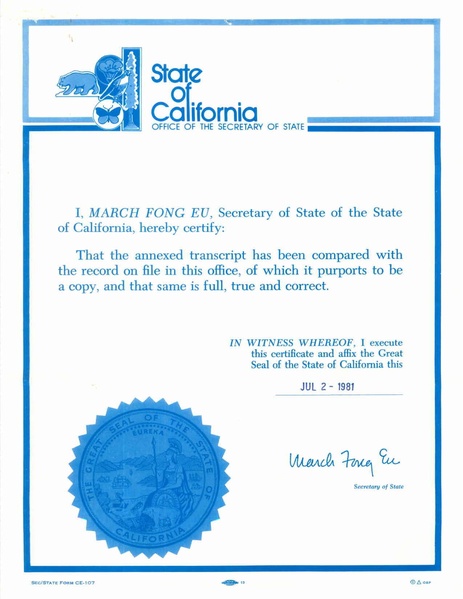 State
of
California
OFFICE OF THE SECRETARY OF STATE
I, MARCH FONG EU, Secretary of State of the State
of California, hereby certify:
That the annexed transcript has been compared with
the record on file in this office, of which it purports to be
a copy, and that same is full, true and correct.
IN WITNESS WHEREOF, I execute
this certificate and affix the Great
Seal of the State of California this
JUL 2 - 1981
THE GREAT SEAL OF THE STATE OF CALIFORNIA
EUREKA
March Fong Eu
Secretary of State
SEC/STATE FORM CE-107